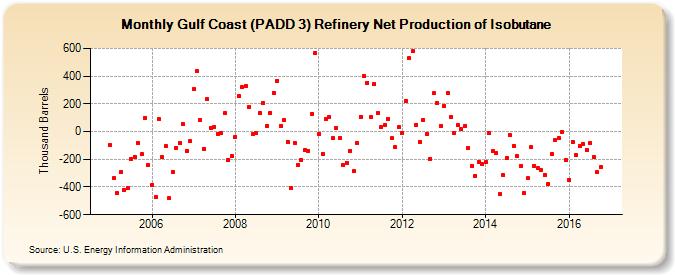 Monthly Gulf Coast (PADD 3) Refinery Net Production of Isobutane
Thousand Barrels
600
400
200
0
-200
-400
-600
2006 2008 2010 2012 2014 2016
Source: U.S. Energy Information Administration